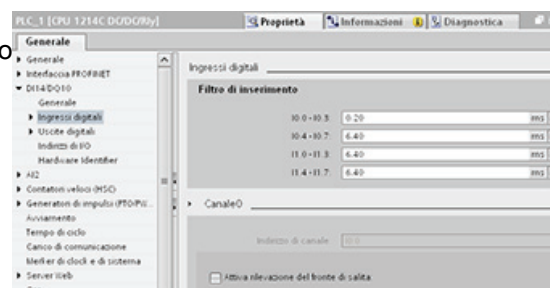 PLC_1 [CPU 1214C DC/DC/Rly]
Proprietà
Informazioni
Diagnostica
Generale
o
Generale
Interfaccia PROFINET
DI14/DQ10
Generale
Ingressi digitali
Uscite digitali
Indirizzi di I/O
Hardware Identifier
AI2
Contatori veloci (HSC)
Generatori di impulsi (PTO/PW...
Avviamento
Tempo di ciclo
Carico di comunicazione
Merker di clock e di sistema
Server Web
Ingressi digitali
Filtro di inserimento
I0.0-I0.3: 0.20 ms
I0.4-I0.7: 6.40 ms
I1.0-I1.3: 6.40 ms
I1.4-I1.7: 6.40 ms
Canale0
Indirizzo di canale: I0.0
Attiva rilevazione del fronte di salita